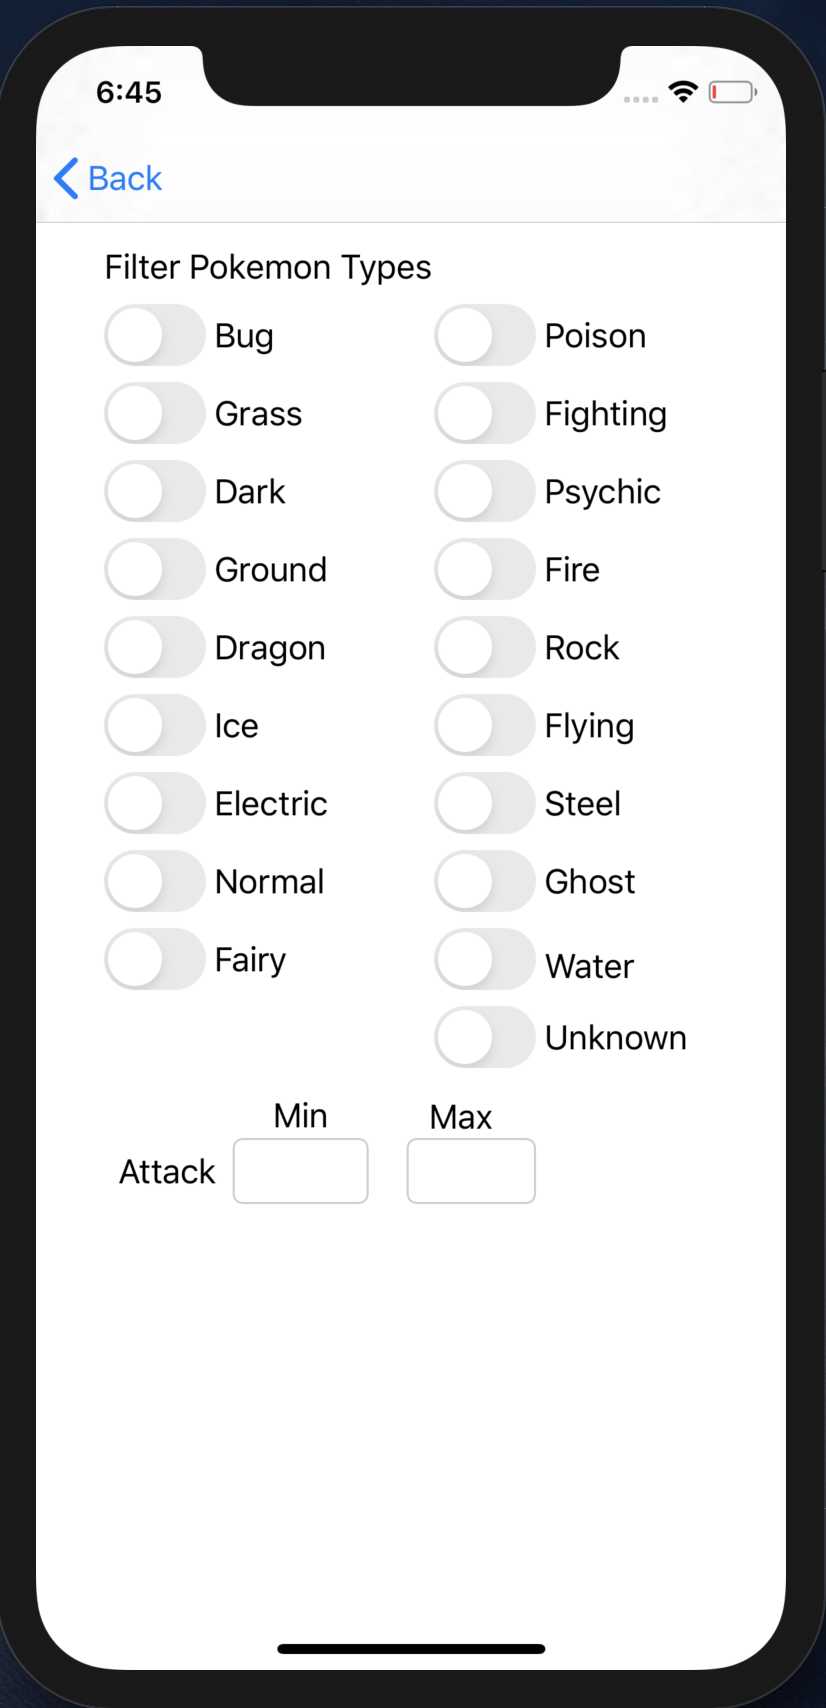 6:45
Back
Filter Pokemon Types
Bug Poison
Grass Fighting
Dark Psychic
Ground Fire
Dragon Rock
Ice Flying
Electric Steel
Normal Ghost
Fairy Water
Unknown
Min Max
Attack